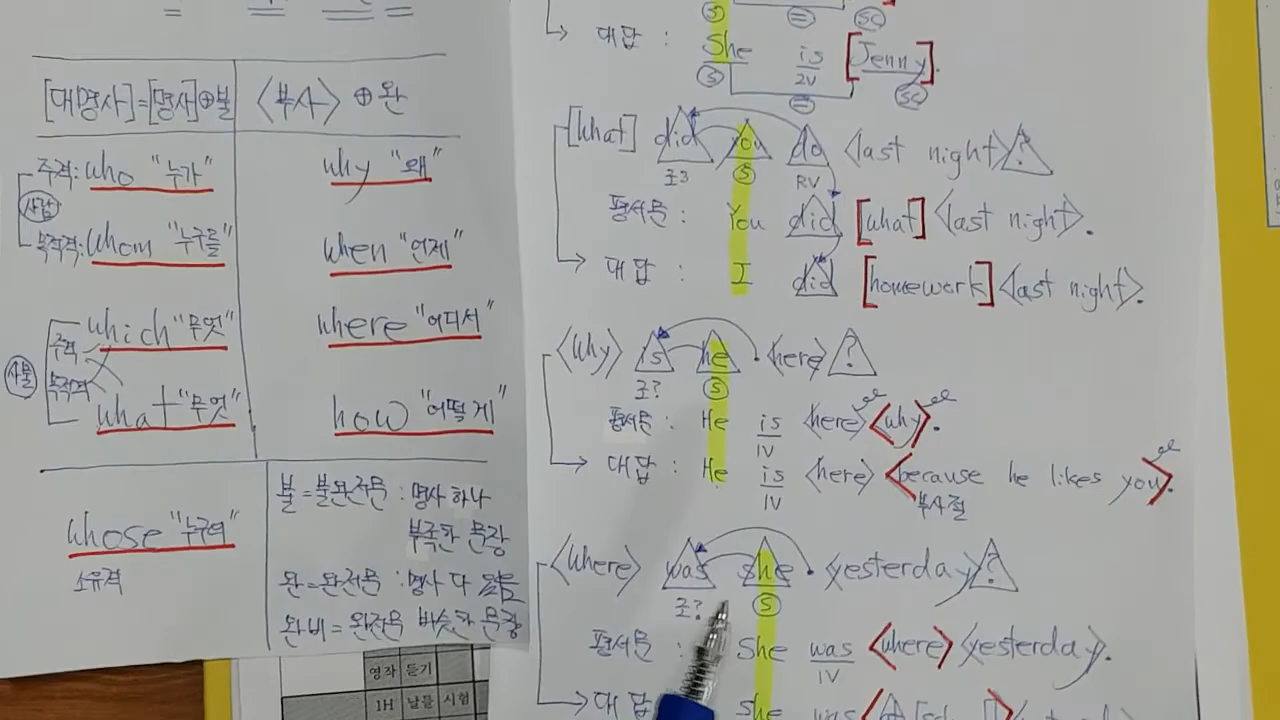 [대명사]=[명사]⊕불 <부사>⊕완
주격: who "누가" why "왜"
사람
목적격: whom "누구를" when "언제"
which "무엇" where "어디서"
주격
사물 목적격
what "무엇" how "어떻게"
whose "누구의"
소유격
불=불완전문 : 명사 하나
부족한 문장
완=완전문 : 명사 다 있음
완비=완전문 비슷한 문장
영작 듣기
1H 낱들 시험
S = SC
대답 : She is [Jenny].
S 2V SC
=
[what] did you do <last night>?
조3 S RV
평서문 : You did [what] <last night>.
대답 : I did [homework] <last night>.
<why> is he <here>?
조? S
평서문 : He is <here> <why>.
1V
대답 : He is <here> <because he likes you>.
1V 부사절
<where> was she <yesterday>?
조? S
평서문 : She was <where> <yesterday>.
1V
대답 : She was